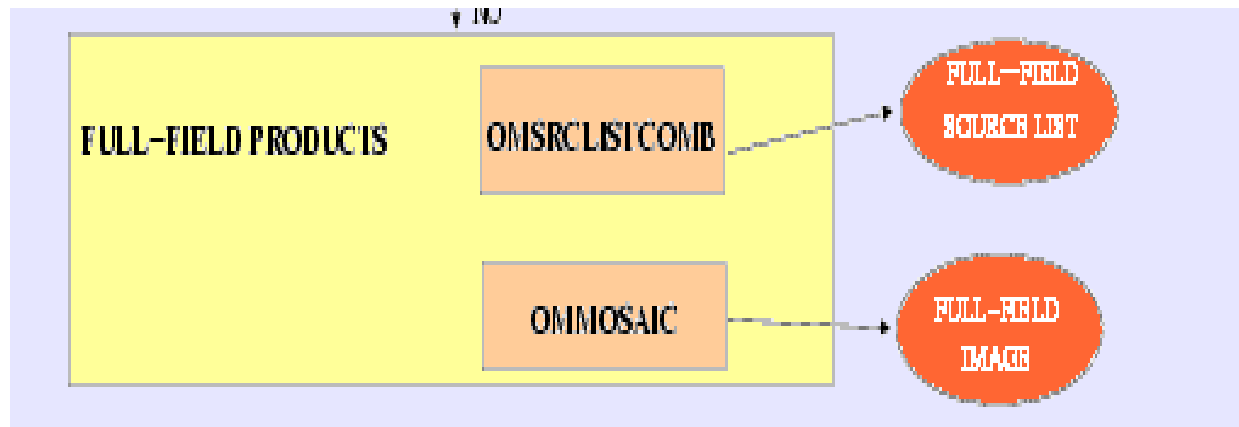 NO
FULL-FIELD PRODUCTS
OMSRCLISTCOMB
FULL-FIELD
SOURCE LIST
OMMOSAIC
FULL-FIELD
IMAGE